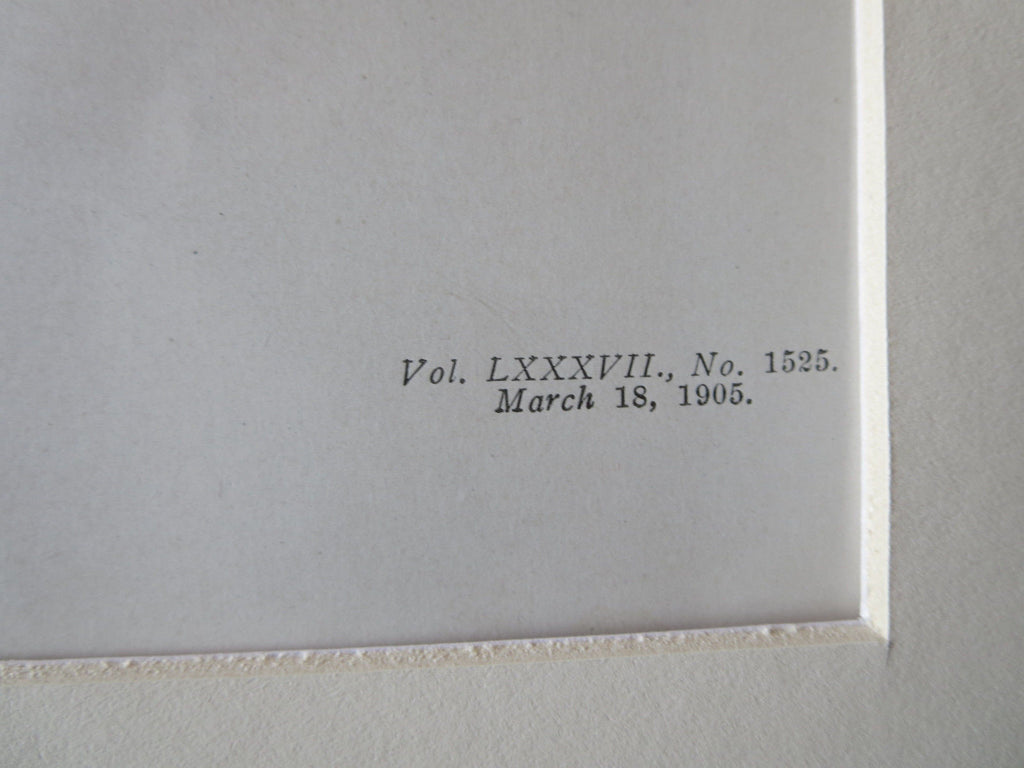 Vol. LXXXVII., No. 1525.
March 18, 1905.